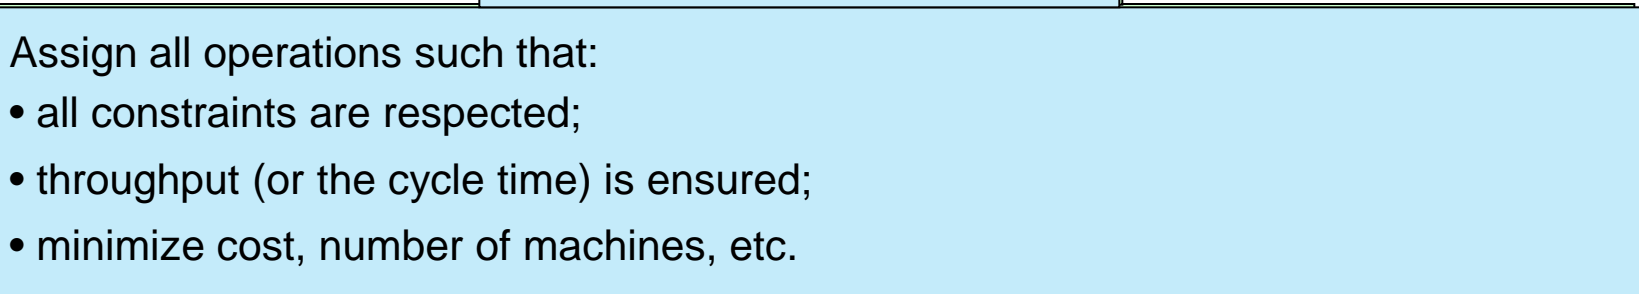 Assign all operations such that:
• all constraints are respected;
• throughput (or the cycle time) is ensured;
• minimize cost, number of machines, etc.